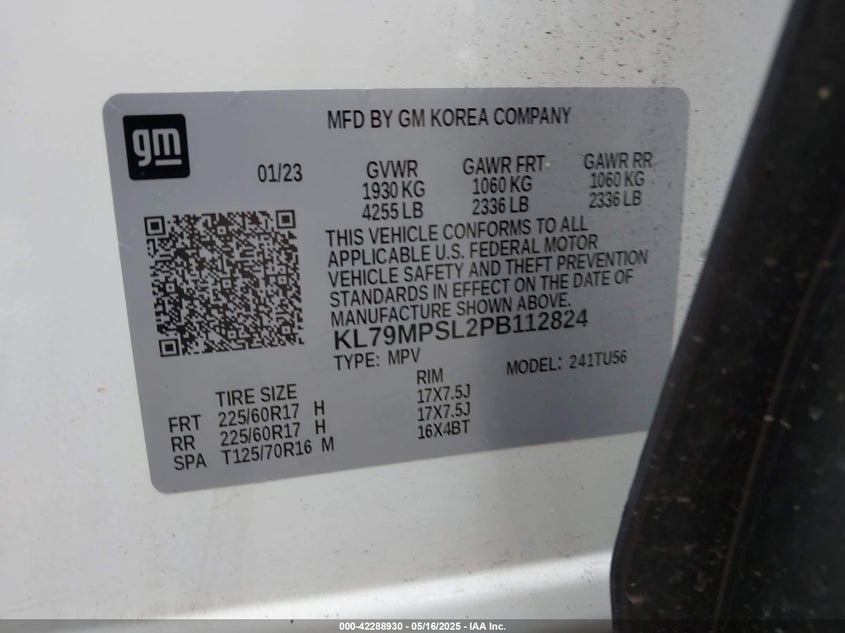 gm
MFD BY GM KOREA COMPANY
01/23
GVWR GAWR FRT GAWR RR
1930 KG 1060 KG 1060 KG
4255 LB 2336 LB 2336 LB
THIS VEHICLE CONFORMS TO ALL
APPLICABLE U.S. FEDERAL MOTOR
VEHICLE SAFETY AND THEFT PREVENTION
STANDARDS IN EFFECT ON THE DATE OF
MANUFACTURE SHOWN ABOVE.
KL79MPSL2PB112824
TYPE: MPV MODEL: 241TU56
TIRE SIZE RIM
FRT 225/60R17 H 17X7.5J
RR 225/60R17 H 17X7.5J
SPA T125/70R16 M 16X4BT
000-42288930 - 05/16/2025 - IAA Inc.